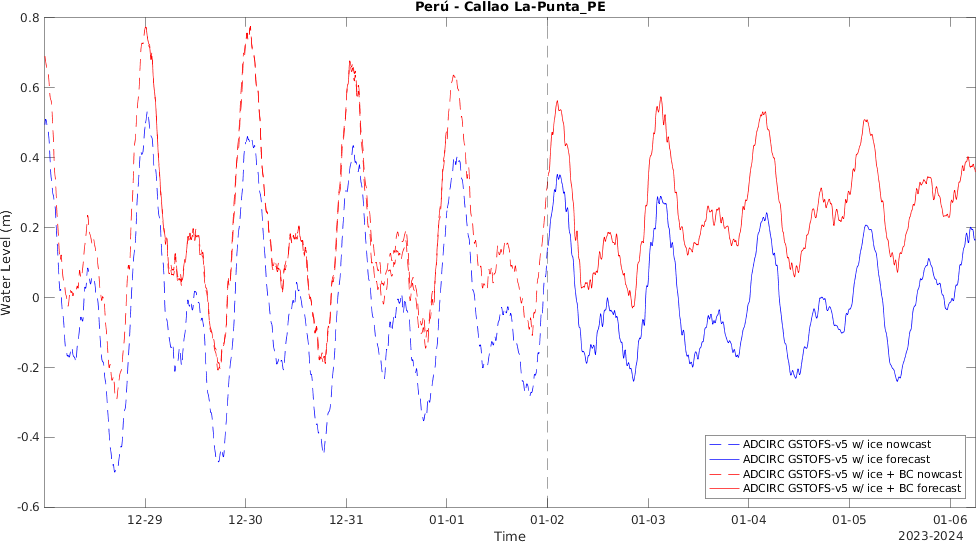 Perú - Callao La-Punta_PE
Water Level (m)
0.8
0.6
0.4
0.2
0
-0.2
-0.4
-0.6
12-29
12-30
12-31
01-01
01-02
01-03
01-04
01-05
01-06
Time
2023-2024
ADCIRC GSTOFS-v5 w/ ice nowcast
ADCIRC GSTOFS-v5 w/ ice forecast
ADCIRC GSTOFS-v5 w/ ice + BC nowcast
ADCIRC GSTOFS-v5 w/ ice + BC forecast